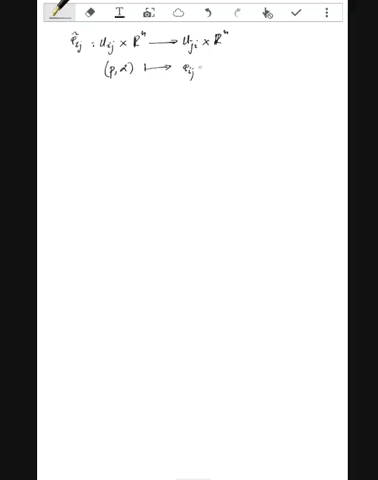 φ̃ij : Uij × ℝⁿ ⟶ Uji × ℝⁿ
(p, α) ⟼ φij